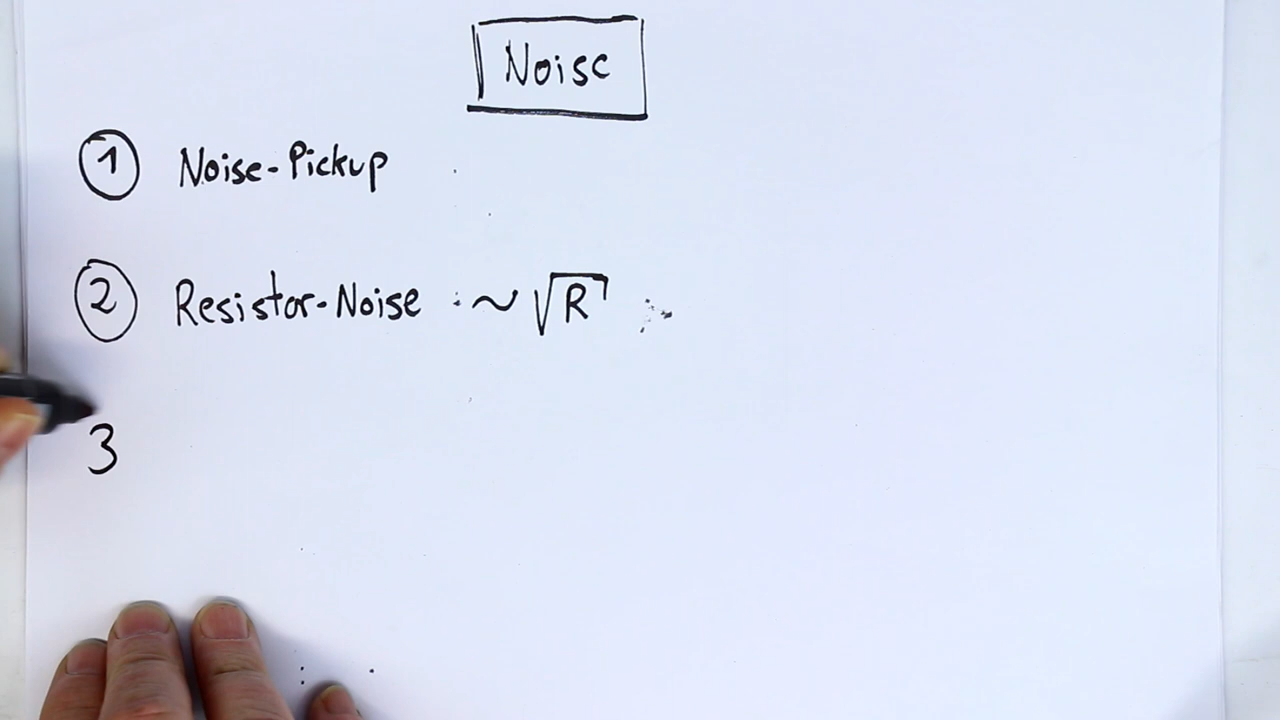 Noise
1 Noise-Pickup
2 Resistor-Noise : ~ √R
3